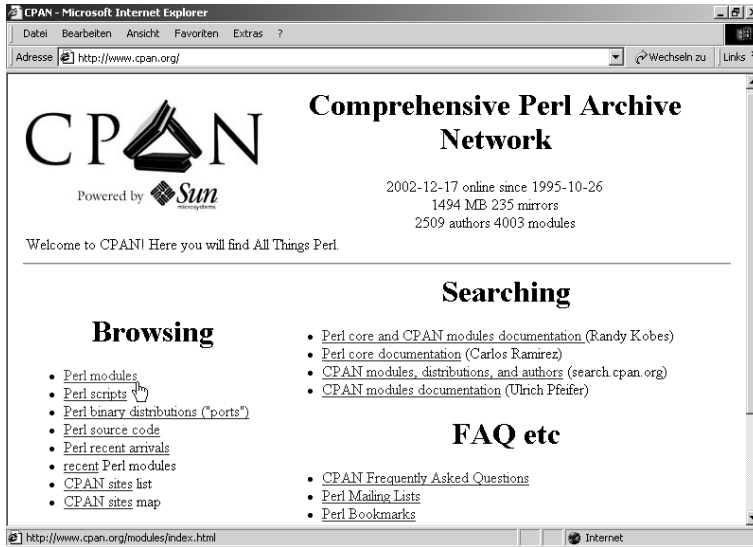 CPAN - Microsoft Internet Explorer
Datei Bearbeiten Ansicht Favoriten Extras ?
Adresse http://www.cpan.org/ Wechseln zu Links
CPAN
Powered by Sun
microsystems
Comprehensive Perl Archive
Network
2002-12-17 online since 1995-10-26
1494 MB 235 mirrors
2509 authors 4003 modules
Welcome to CPAN! Here you will find All Things Perl.
Browsing
• Perl modules
• Perl scripts
• Perl binary distributions ("ports")
• Perl source code
• Perl recent arrivals
• recent Perl modules
• CPAN sites list
• CPAN sites map
Searching
• Perl core and CPAN modules documentation (Randy Kobes)
• Perl core documentation (Carlos Ramirez)
• CPAN modules, distributions, and authors (search.cpan.org)
• CPAN modules documentation (Ulrich Pfeifer)
FAQ etc
• CPAN Frequently Asked Questions
• Perl Mailing Lists
• Perl Bookmarks
http://www.cpan.org/modules/index.html Internet